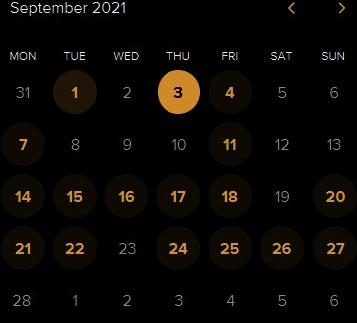 September 2021
MON TUE WED THU FRI SAT SUN
31 1 2 3 4 5 6
7 8 9 10 11 12 13
14 15 16 17 18 19 20
21 22 23 24 25 26 27
28 1 2 3 4 5 6